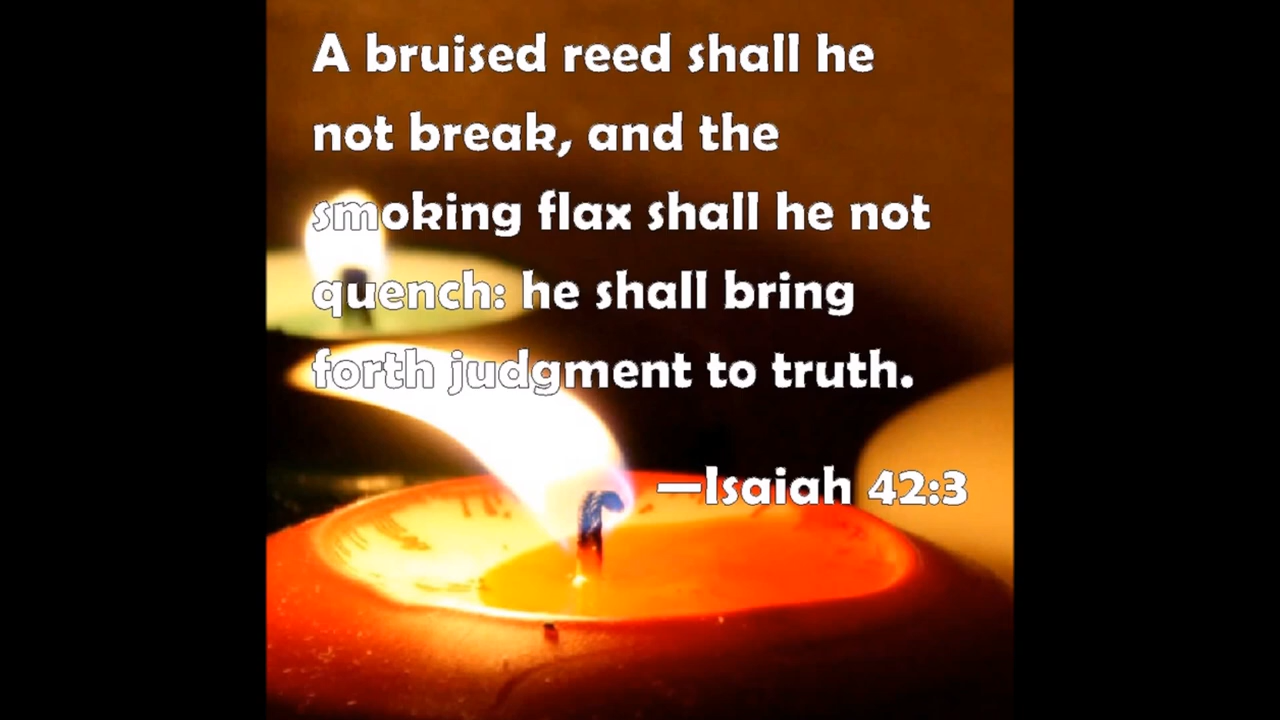 A bruised reed shall he
not break, and the
smoking flax shall he not
quench: he shall bring
forth judgment to truth.
—Isaiah 42:3